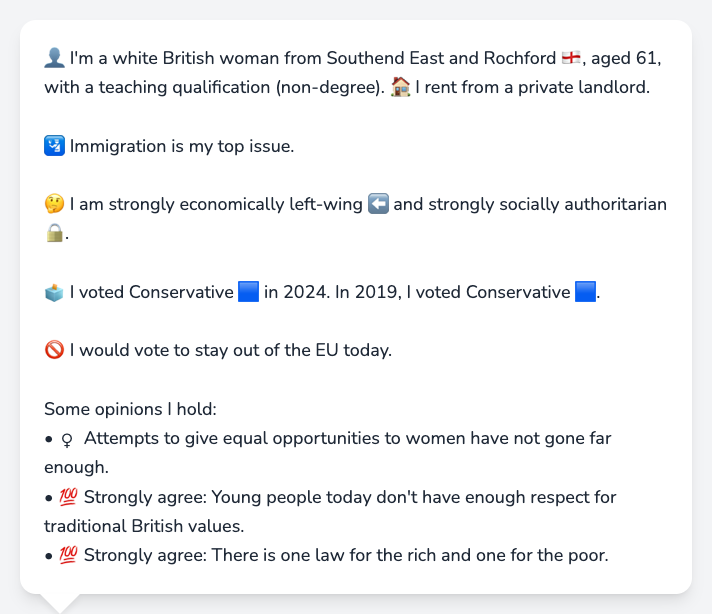 👤 I'm a white British woman from Southend East and Rochford 🏴󠁧󠁢󠁥󠁮󠁧󠁿, aged 61,
with a teaching qualification (non-degree). 🏠 I rent from a private landlord.
🛂 Immigration is my top issue.
🤔 I am strongly economically left-wing ⬅️ and strongly socially authoritarian
🔒.
🗳️ I voted Conservative 🟦 in 2024. In 2019, I voted Conservative 🟦.
🚫 I would vote to stay out of the EU today.
Some opinions I hold:
• ♀ Attempts to give equal opportunities to women have not gone far
enough.
• 💯 Strongly agree: Young people today don't have enough respect for
traditional British values.
• 💯 Strongly agree: There is one law for the rich and one for the poor.